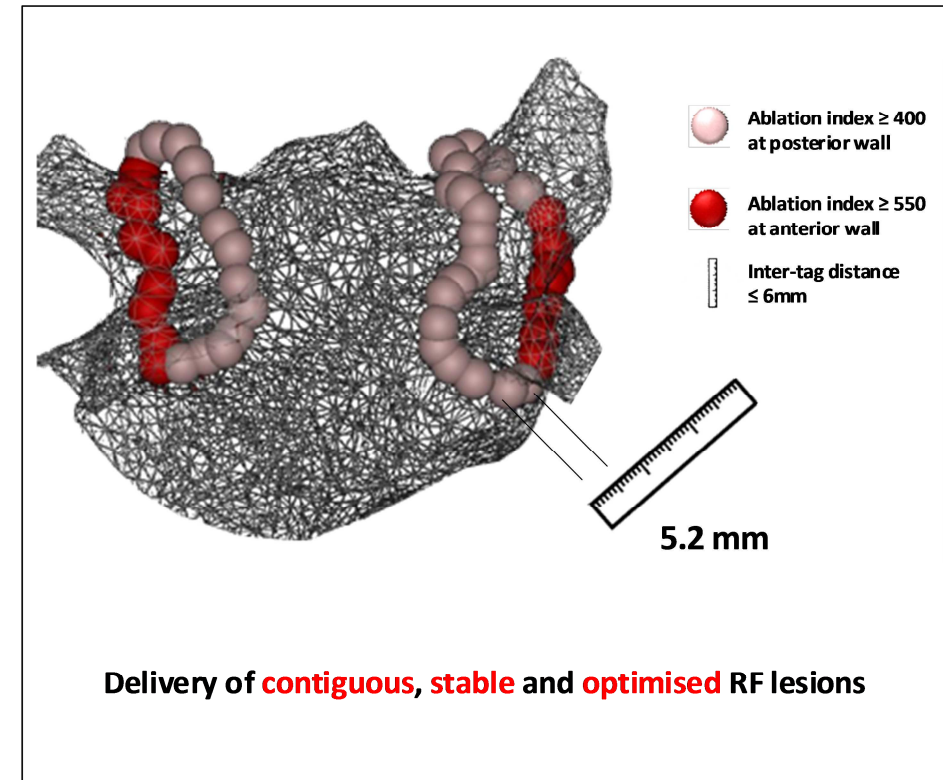 Ablation index ≥ 400
at posterior wall
Ablation index ≥ 550
at anterior wall
Inter-tag distance
≤ 6mm
5.2 mm
Delivery of contiguous, stable and optimised RF lesions